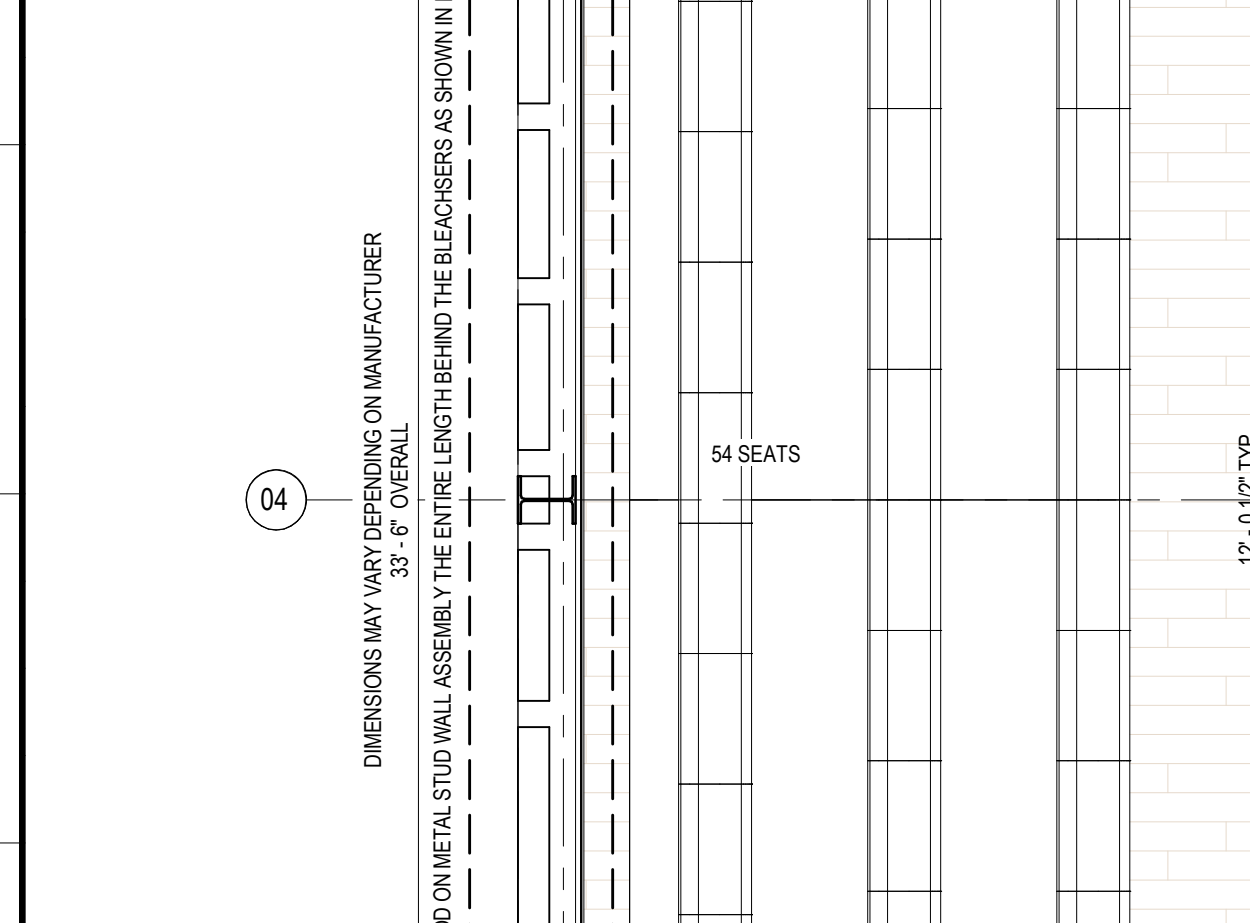 DIMENSIONS MAY VARY DEPENDING ON MANUFACTURER
33' - 6" OVERALL
ON METAL STUD WALL ASSEMBLY THE ENTIRE LENGTH BEHIND THE BLEACHSERS AS SHOWN IN
54 SEATS
04
12' - 0 1/2" TYP